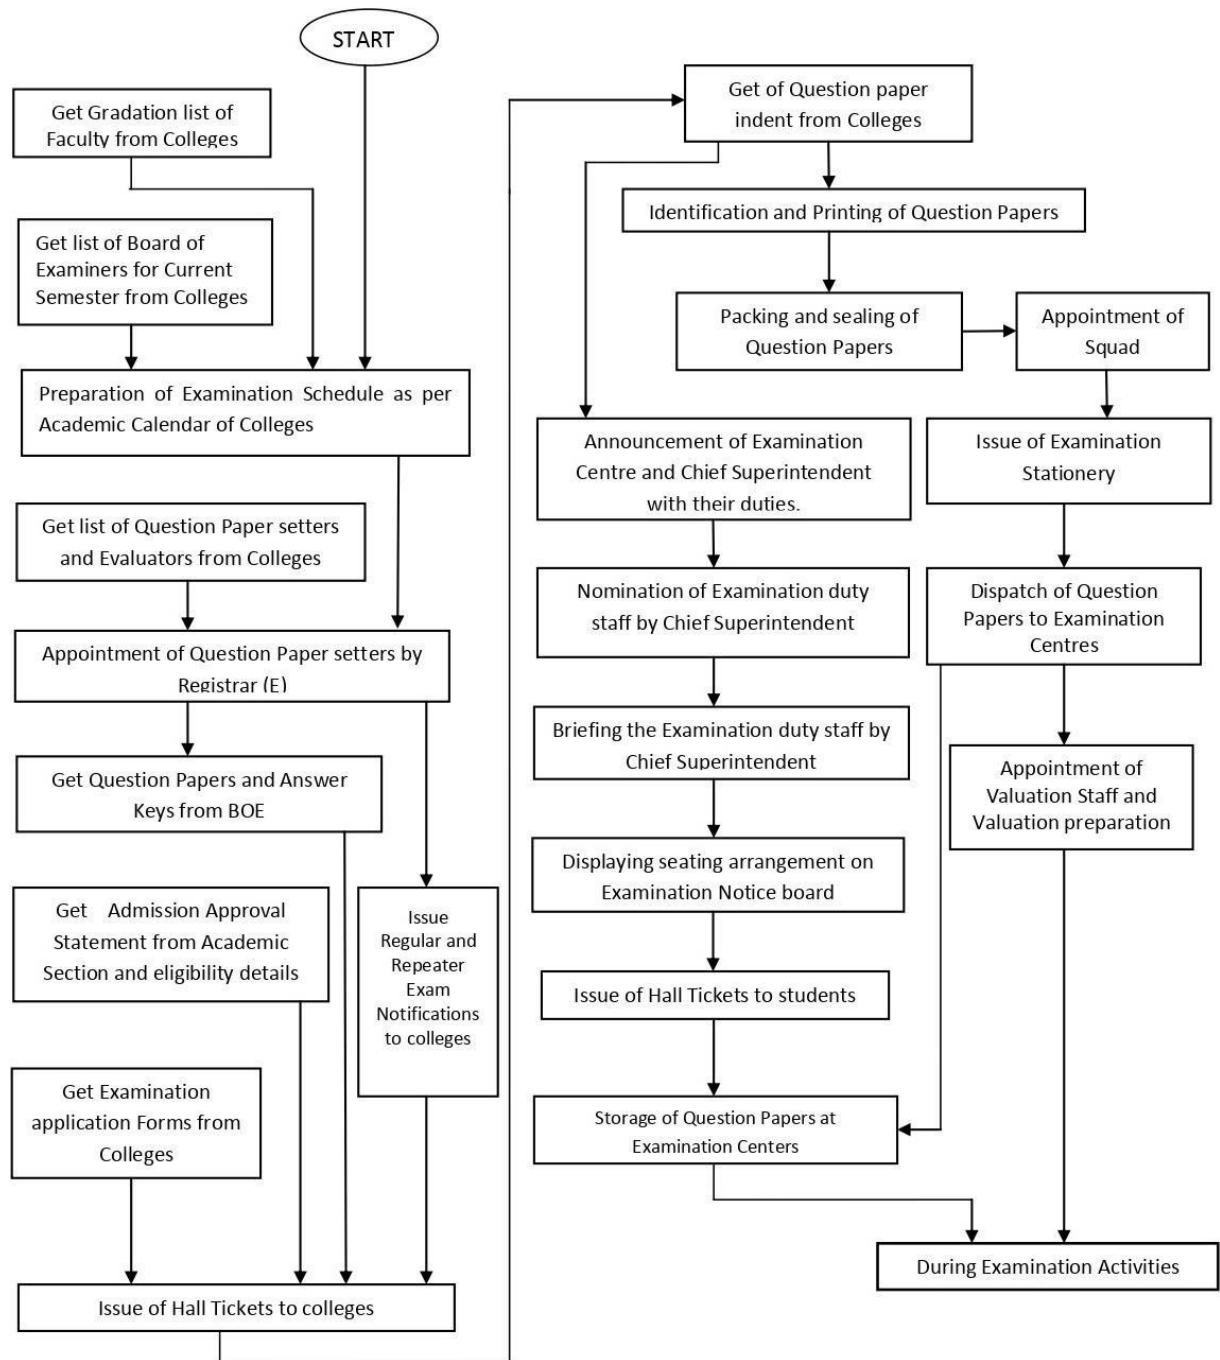 START
Get Gradation list of
Faculty from Colleges
Get list of Board of
Examiners for Current
Semester from Colleges
Preparation of Examination Schedule as per
Academic Calendar of Colleges
Get list of Question Paper setters
and Evaluators from Colleges
Appointment of Question Paper setters by
Registrar (E)
Get Question Papers and Answer
Keys from BOE
Get Admission Approval
Statement from Academic
Section and eligibility details
Issue
Regular and
Repeater
Exam
Notifications
to colleges
Get Examination
application Forms from
Colleges
Issue of Hall Tickets to colleges
Get of Question paper
indent from Colleges
Identification and Printing of Question Papers
Packing and sealing of
Question Papers
Appointment of
Squad
Announcement of Examination
Centre and Chief Superintendent
with their duties.
Issue of Examination
Stationery
Nomination of Examination duty
staff by Chief Superintendent
Dispatch of Question
Papers to Examination
Centres
Briefing the Examination duty staff by
Chief Superintendent
Appointment of
Valuation Staff and
Valuation preparation
Displaying seating arrangement on
Examination Notice board
Issue of Hall Tickets to students
Storage of Question Papers at
Examination Centers
During Examination Activities